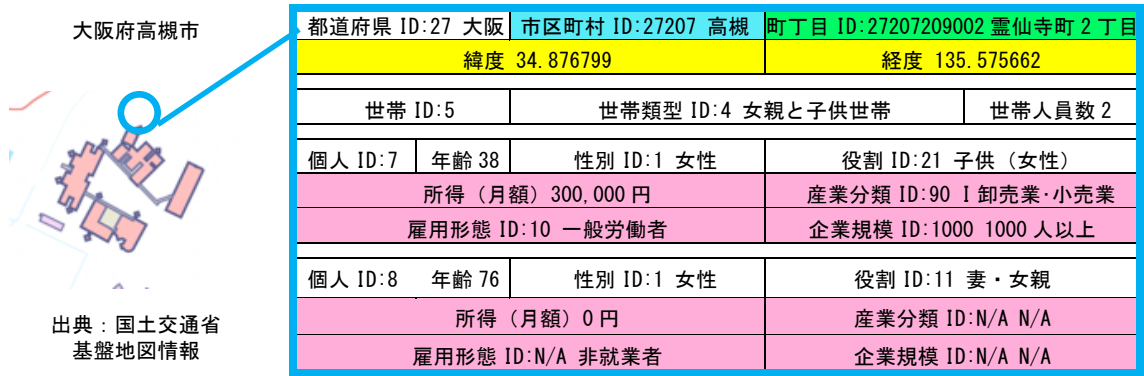 大阪府高槻市
都道府県 ID:27 大阪 市区町村 ID:27207 高槻 町丁目 ID:27207209002 霊仙寺町 2 丁目
緯度 34.876799 経度 135.575662
世帯 ID:5 世帯類型 ID:4 女親と子供世帯 世帯人員数 2
個人 ID:7 年齢 38 性別 ID:1 女性 役割 ID:21 子供（女性）
所得（月額）300,000 円 産業分類 ID:90 I 卸売業･小売業
雇用形態 ID:10 一般労働者 企業規模 ID:1000 1000 人以上
個人 ID:8 年齢 76 性別 ID:1 女性 役割 ID:11 妻・女親
所得（月額）0 円 産業分類 ID:N/A N/A
雇用形態 ID:N/A 非就業者 企業規模 ID:N/A N/A
出典：国土交通省
基盤地図情報